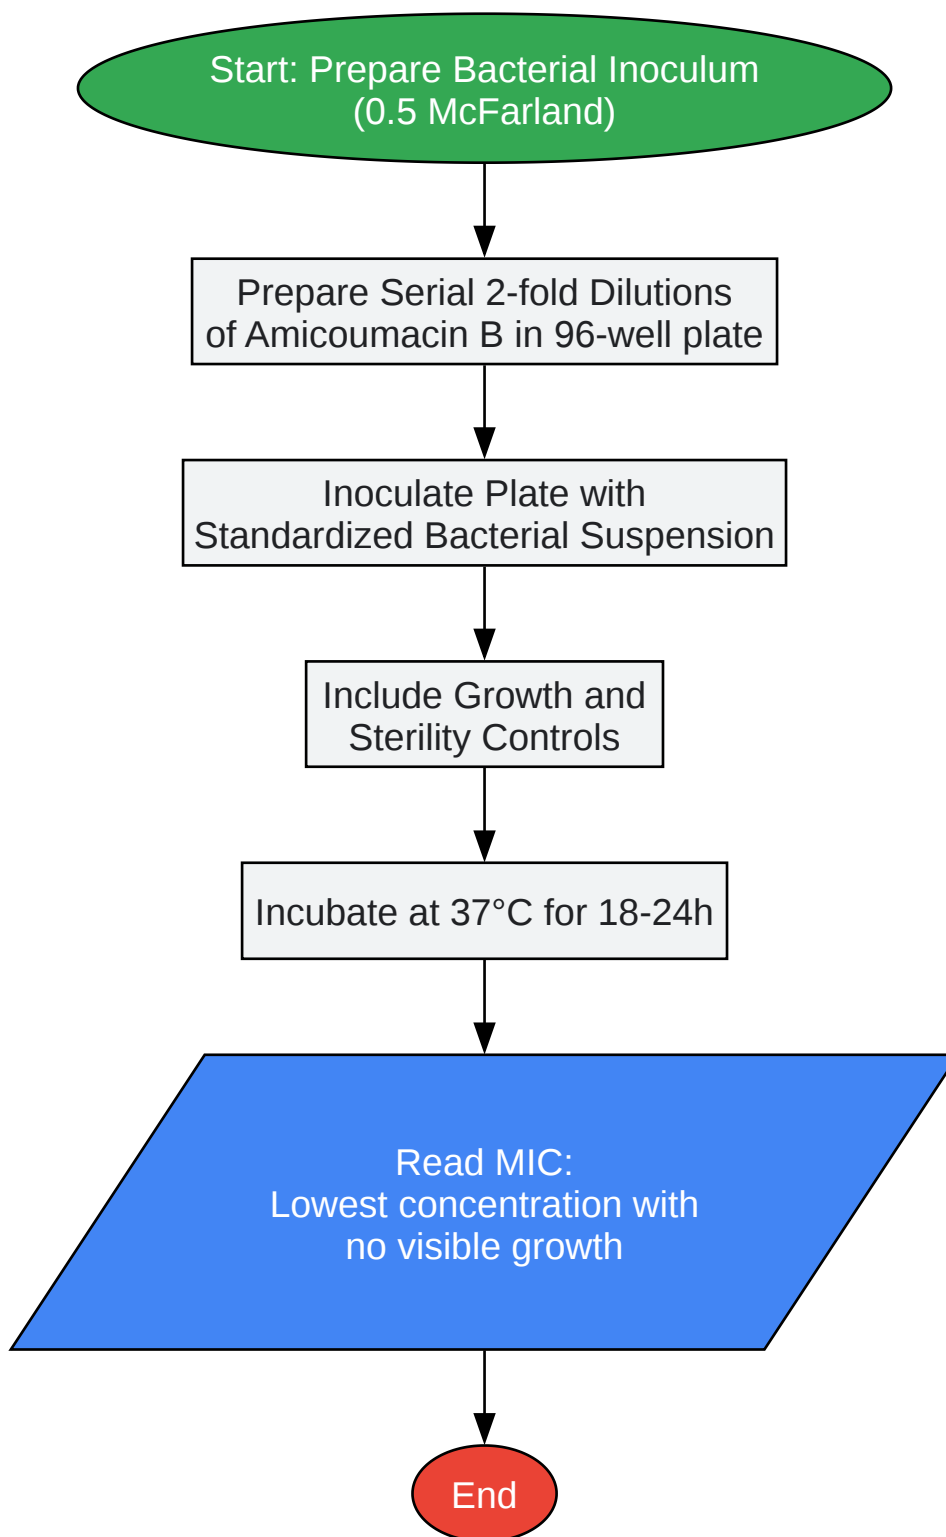 Start: Prepare Bacterial Inoculum
(0.5 McFarland)
Prepare Serial 2-fold Dilutions
of Amicoumacin B in 96-well plate
Inoculate Plate with
Standardized Bacterial Suspension
Include Growth and
Sterility Controls
Incubate at 37°C for 18-24h
Read MIC:
Lowest concentration with
no visible growth
End